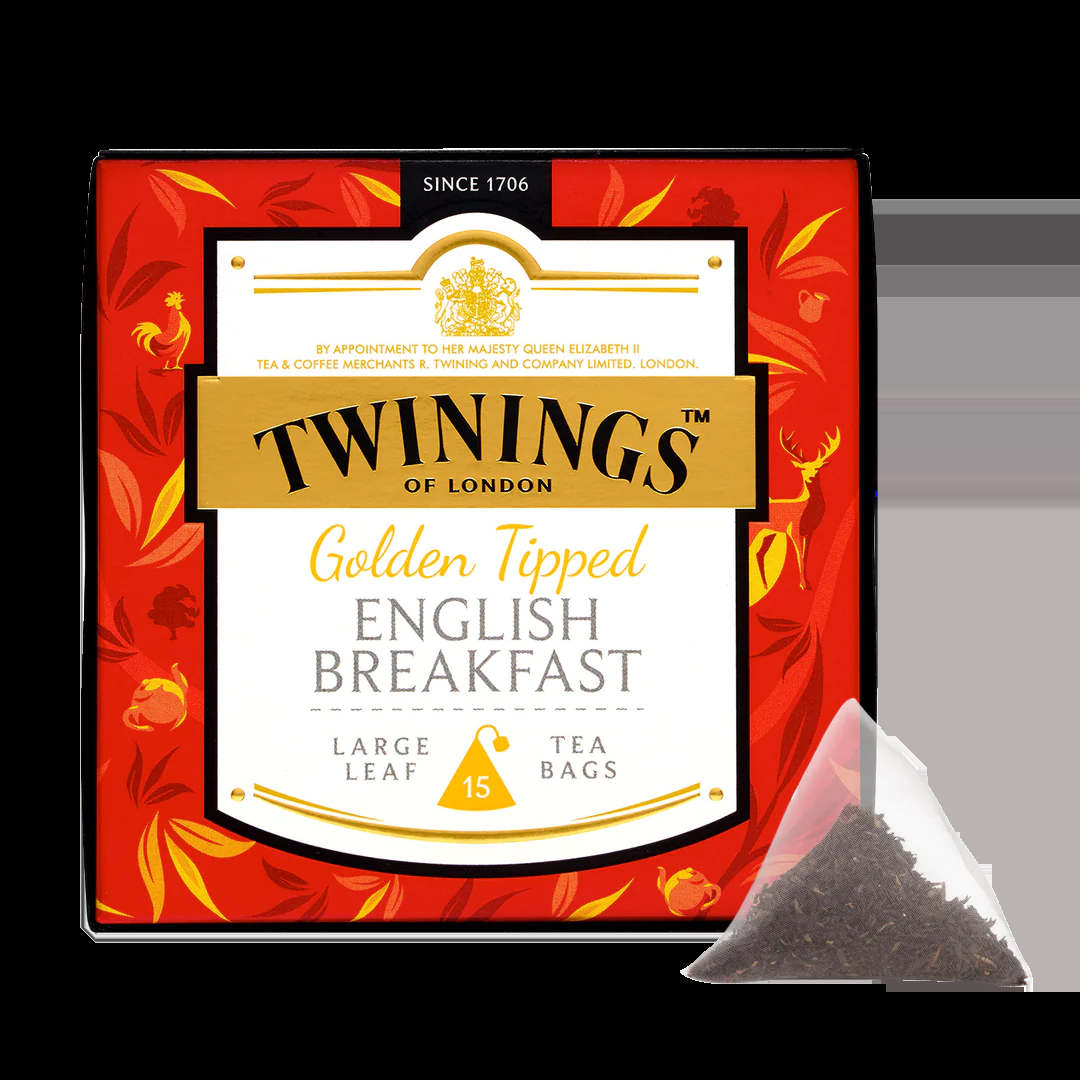 SINCE 1706
BY APPOINTMENT TO HER MAJESTY QUEEN ELIZABETH II
TEA & COFFEE MERCHANTS R. TWINING AND COMPANY LIMITED. LONDON.
TWININGS™
OF LONDON
Golden Tipped
ENGLISH
BREAKFAST
LARGE
LEAF
15
TEA
BAGS